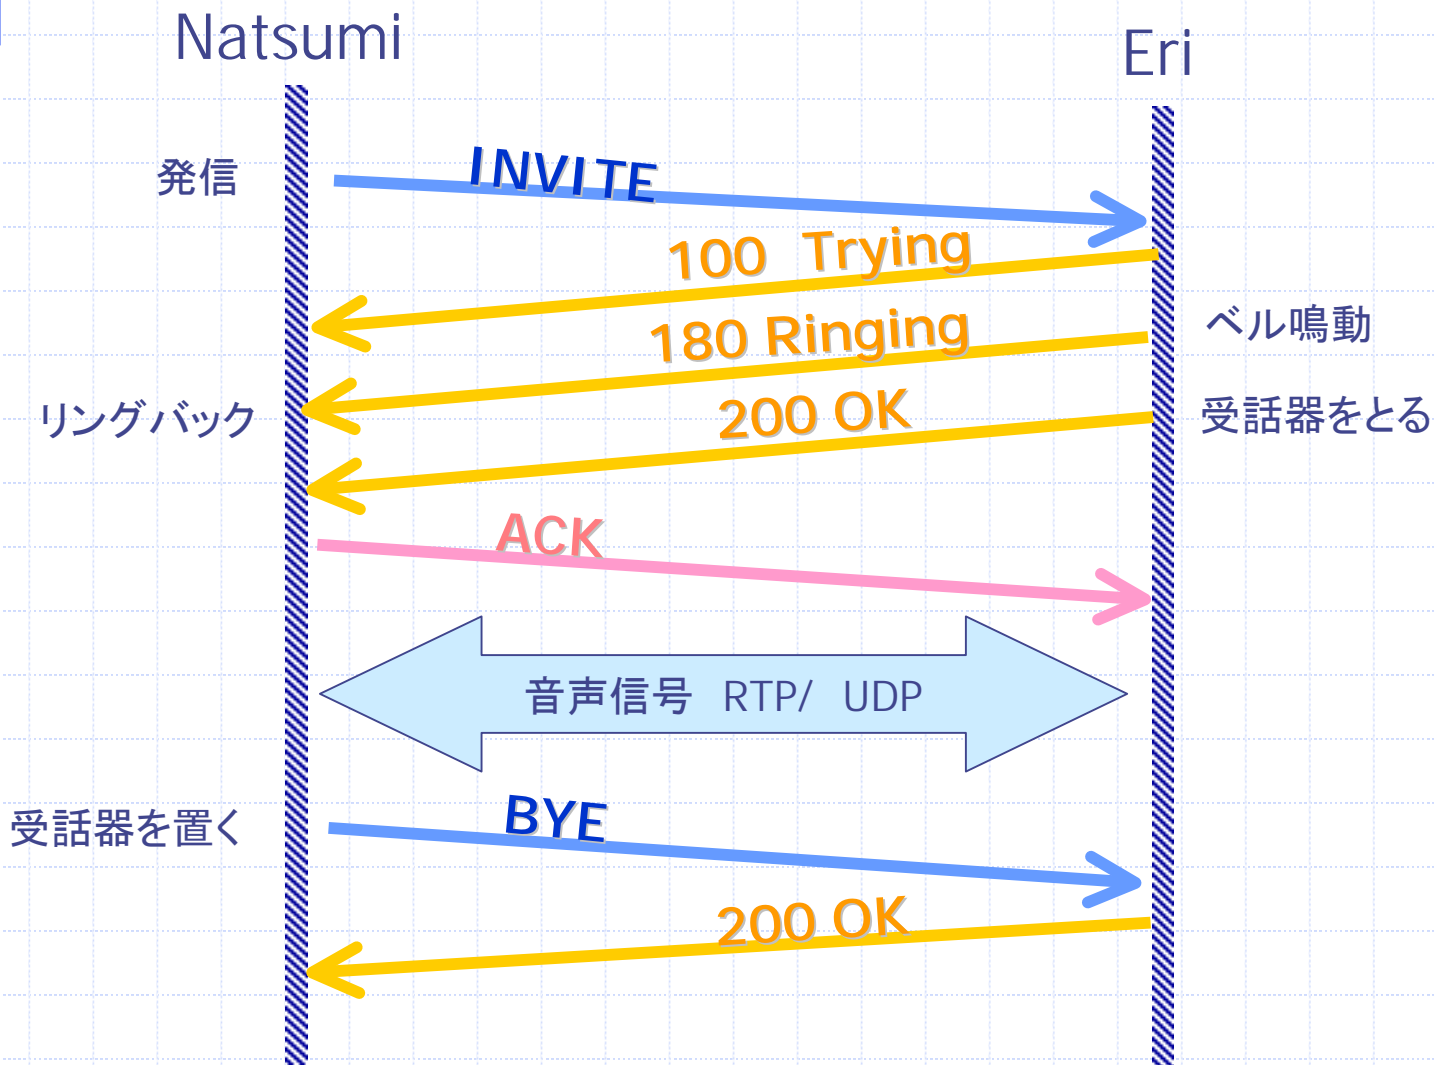 Natsumi
Eri
発信
INVITE
100 Trying
ベル鳴動
180 Ringing
リングバック
200 OK
受話器をとる
ACK
音声信号 RTP/ UDP
受話器を置く
BYE
200 OK